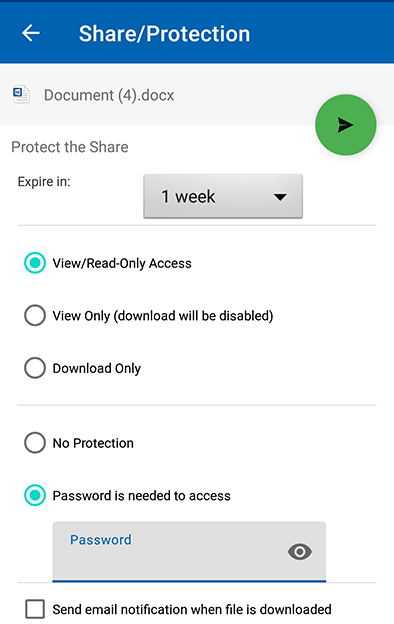 Share/Protection
Document (4).docx
Protect the Share
Expire in:
1 week
View/Read-Only Access
View Only (download will be disabled)
Download Only
No Protection
Password is needed to access
Password
Send email notification when file is downloaded